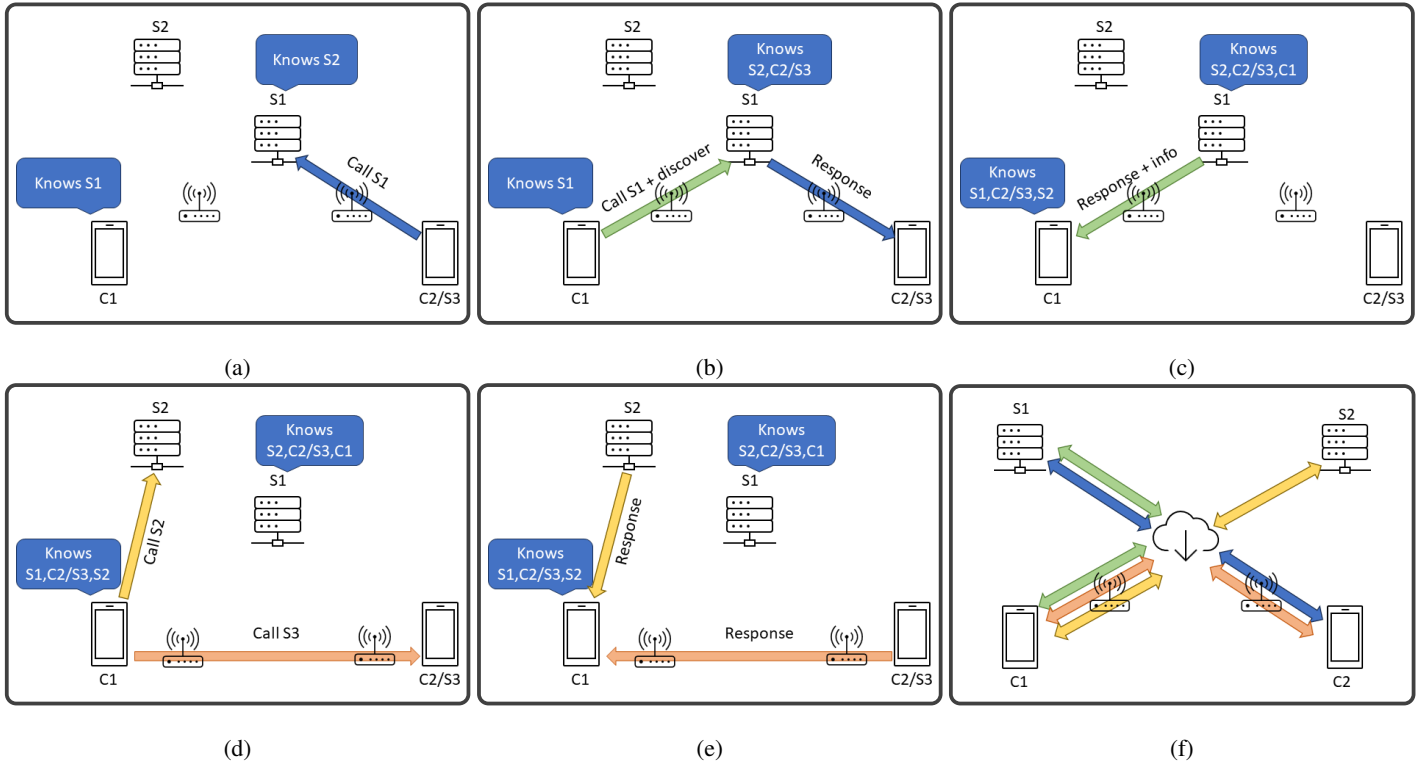 S2
Knows S2
S1
Call S1
Knows S1
C1
C2/S3
(a)
S2
Knows
S2,C2/S3
S1
Call S1 + discover
Response
Knows S1
C1
C2/S3
(b)
S2
Knows
S2,C2/S3,C1
S1
Response + info
Knows
S1,C2/S3,S2
C1
C2/S3
(c)
S2
Knows
S2,C2/S3,C1
S1
Call S2
Knows
S1,C2/S3,S2
Call S3
C1
C2/S3
(d)
S2
Knows
S2,C2/S3,C1
S1
Response
Knows
S1,C2/S3,S2
Response
C1
C2/S3
(e)
S1
S2
C1
C2
(f)